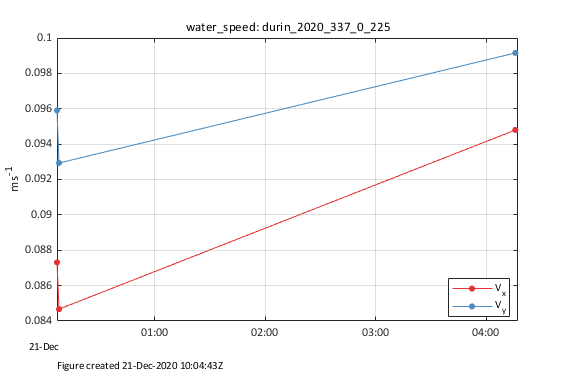 water_speed: durin_2020_337_0_225
0.1
0.098
0.096
0.094
0.092
0.09
0.088
0.086
0.084
ms-1
01:00
02:00
03:00
04:00
21-Dec
Vx
Vy
Figure created 21-Dec-2020 10:04:43Z